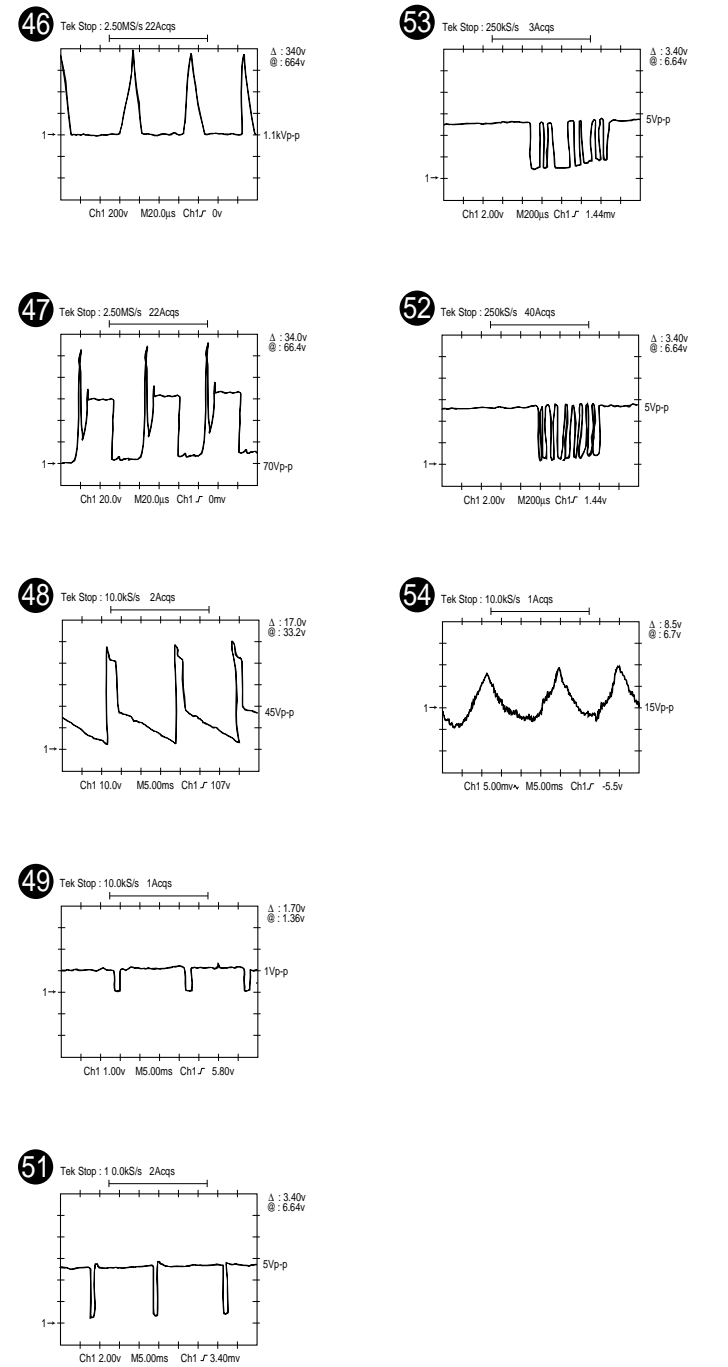 46
Tek Stop : 2.50MS/s 22Acqs
Δ : 340v
@ : 664v
1→
1.1kVp-p
Ch1 200v M20.0µs Ch1 0v
47
Tek Stop : 2.50MS/s 22Acqs
Δ : 34.0v
@ : 66.4v
1→
70Vp-p
Ch1 20.0v M20.0µs Ch1 0mv
48
Tek Stop : 10.0kS/s 2Acqs
Δ : 17.0v
@ : 33.2v
45Vp-p
1→
Ch1 10.0v M5.00ms Ch1 107v
49
Tek Stop : 10.0kS/s 1Acqs
Δ : 1.70v
@ : 1.36v
1Vp-p
1→
Ch1 1.00v M5.00ms Ch1 5.80v
51
Tek Stop : 1 0.0kS/s 2Acqs
Δ : 3.40v
@ : 6.64v
5Vp-p
1→
Ch1 2.00v M5.00ms Ch1 3.40mv
53
Tek Stop : 250kS/s 3Acqs
Δ : 3.40v
@ : 6.64v
5Vp-p
1→
Ch1 2.00v M200µs Ch1 1.44mv
52
Tek Stop : 250kS/s 40Acqs
Δ : 3.40v
@ : 6.64v
5Vp-p
1→
Ch1 2.00v M200µs Ch1 1.44v
54
Tek Stop : 10.0kS/s 1Acqs
Δ : 8.5v
@ : 6.7v
1→
15Vp-p
Ch1 5.00mv~ M5.00ms Ch1 -5.5v